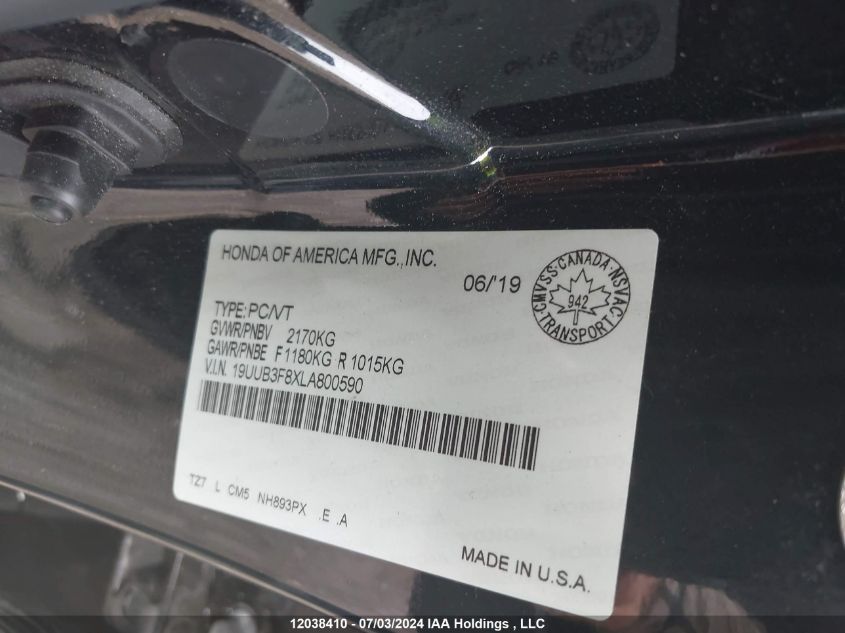 HONDA OF AMERICA MFG., INC.
06/'19
CMVSS·CANADA·NSVAC
942
TRANSPORT
TYPE: PC/VT
GVWR/PNBV 2170KG
GAWR/PNBE F 1180KG R 1015KG
V.I.N. 19UUB3F8XLA800590
TZ7 L CM5 NH893PX .E .A
MADE IN U.S.A.
12038410 - 07/03/2024 IAA Holdings , LLC